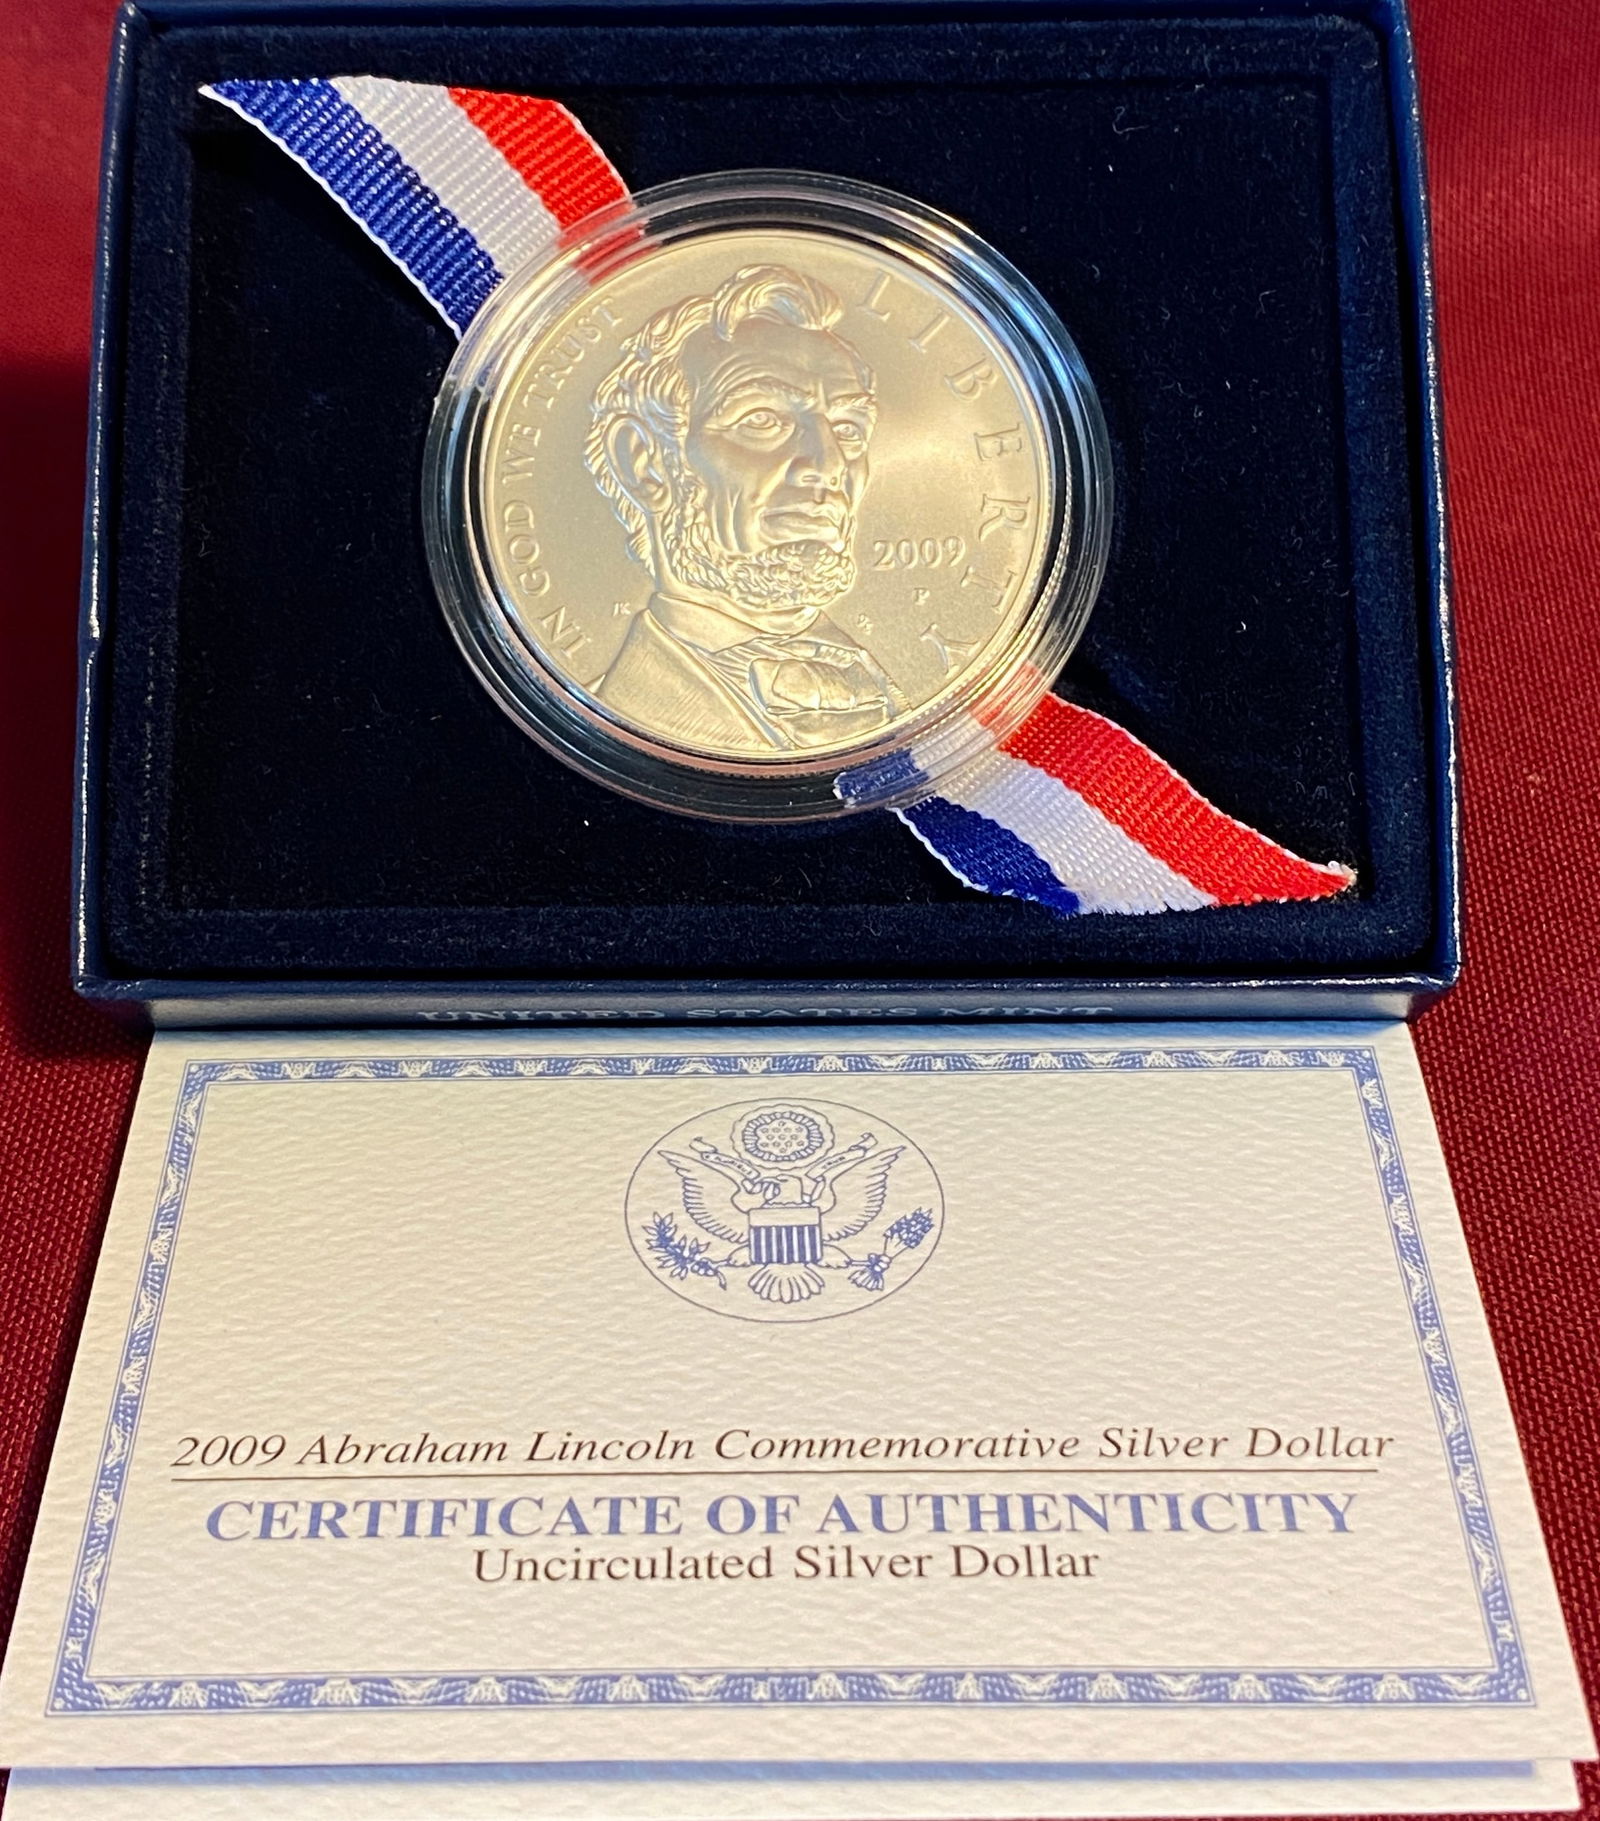 IN GOD WE TRUST
LIBERTY
2009
P
UNITED STATES MINT
2009 Abraham Lincoln Commemorative Silver Dollar
CERTIFICATE OF AUTHENTICITY
Uncirculated Silver Dollar